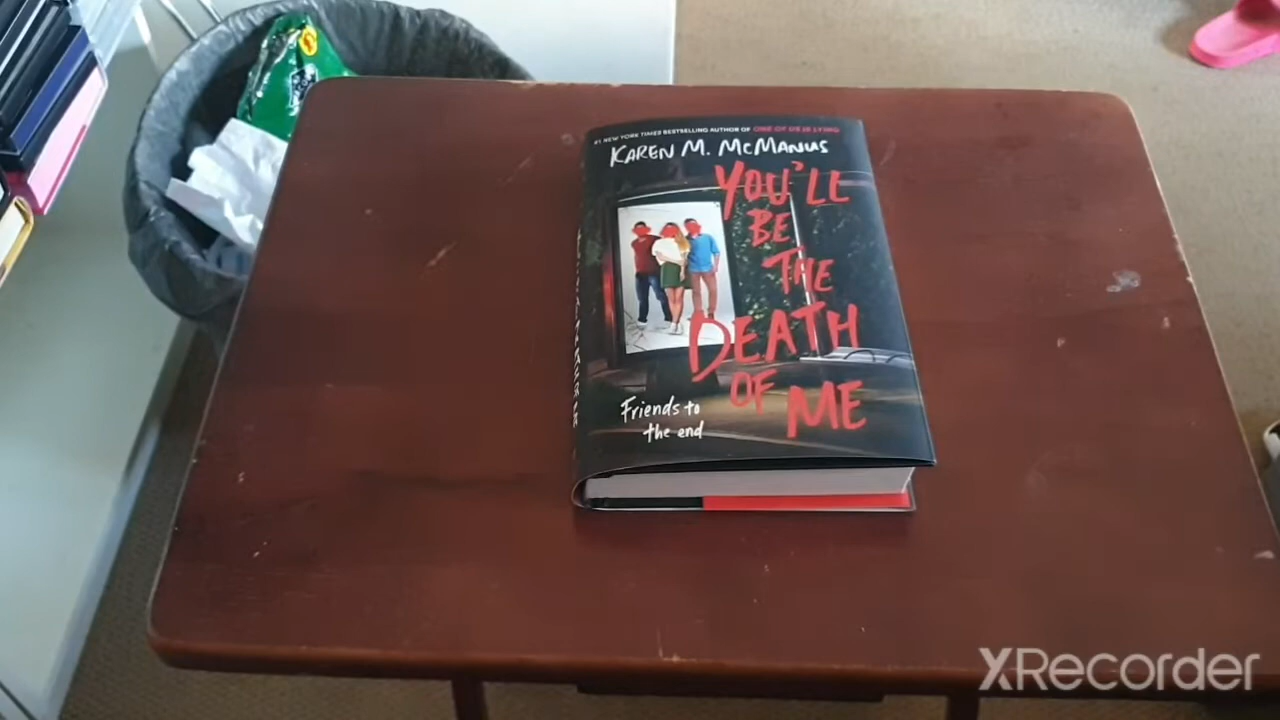 #1 NEW YORK TIMES BESTSELLING AUTHOR OF ONE OF US IS LYING
KAREN M. McMANUS
YOU'LL
BE
THE
DEATH
OF
ME
Friends to
the end
XRecorder